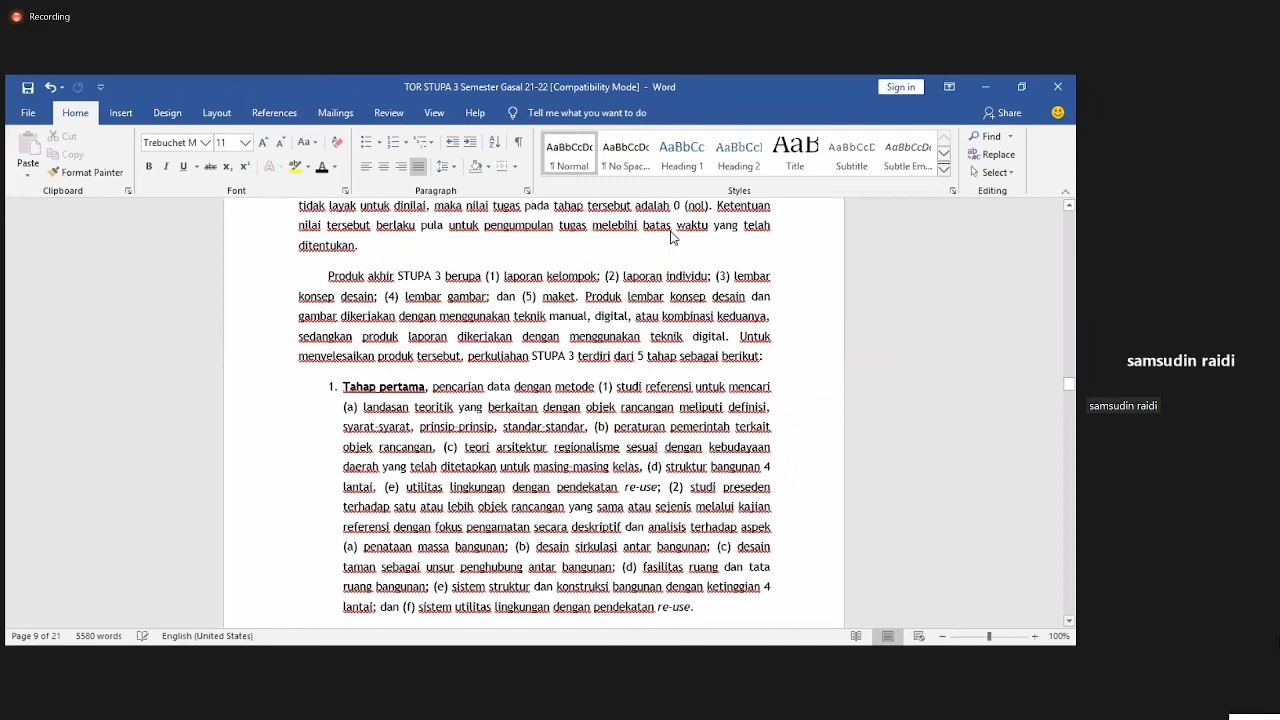 Recording
TOR STUPA 3 Semester Gasal 21-22 [Compatibility Mode] - Word
Sign in
File Home Insert Design Layout References Mailings Review View Help Tell me what you want to do Share
Paste
Cut
Copy
Format Painter
Clipboard
Trebuchet M 11
Font
Paragraph
AaBbCcDc AaBbCcDc AaBbCc AaBbCcl AaB AaBbCcD AaBbCcDc
¶ Normal ¶ No Spac... Heading 1 Heading 2 Title Subtitle Subtle Em...
Styles
Find
Replace
Select
Editing
tidak layak untuk dinilai, maka nilai tugas pada tahap tersebut adalah 0 (nol). Ketentuan
nilai tersebut berlaku pula untuk pengumpulan tugas melebihi batas waktu yang telah
ditentukan.
Produk akhir STUPA 3 berupa (1) laporan kelompok; (2) laporan individu; (3) lembar
konsep desain; (4) lembar gambar; dan (5) maket. Produk lembar konsep desain dan
gambar dikerjakan dengan menggunakan teknik manual, digital, atau kombinasi keduanya,
sedangkan produk laporan dikerjakan dengan menggunakan teknik digital. Untuk
menyelesaikan produk tersebut, perkuliahan STUPA 3 terdiri dari 5 tahap sebagai berikut:
1. Tahap pertama, pencarian data dengan metode (1) studi referensi untuk mencari
(a) landasan teoritik yang berkaitan dengan objek rancangan meliputi definisi,
syarat-syarat, prinsip-prinsip, standar-standar, (b) peraturan pemerintah terkait
objek rancangan, (c) teori arsitektur regionalisme sesuai dengan kebudayaan
daerah yang telah ditetapkan untuk masing-masing kelas, (d) struktur bangunan 4
lantai, (e) utilitas lingkungan dengan pendekatan re-use; (2) studi preseden
terhadap satu atau lebih objek rancangan yang sama atau sejenis melalui kajian
referensi dengan fokus pengamatan secara deskriptif dan analisis terhadap aspek
(a) penataan massa bangunan; (b) desain sirkulasi antar bangunan; (c) desain
taman sebagai unsur penghubung antar bangunan; (d) fasilitas ruang dan tata
ruang bangunan; (e) sistem struktur dan konstruksi bangunan dengan ketinggian 4
lantai; dan (f) sistem utilitas lingkungan dengan pendekatan re-use.
Page 9 of 21 5580 words English (United States) 100%
samsudin raidi
samsudin raidi